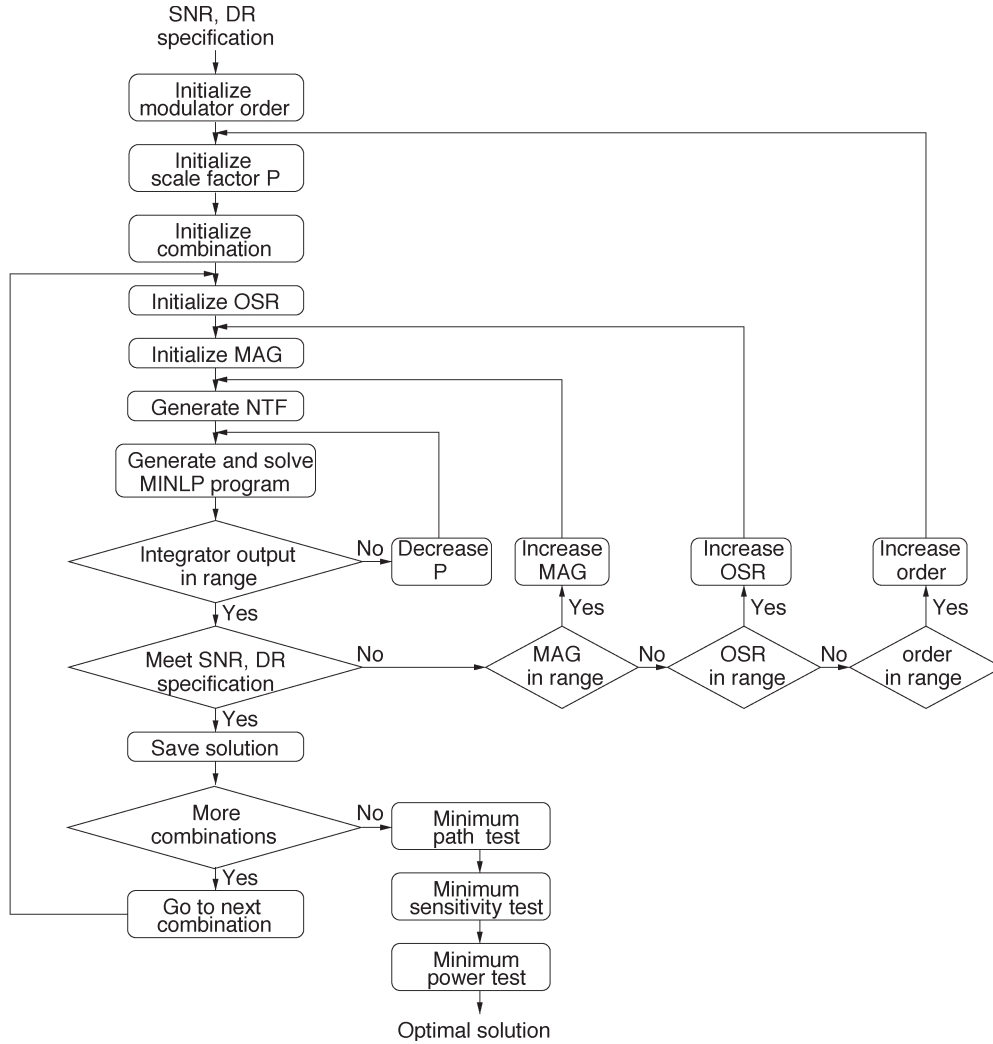 SNR, DR
specification
Initialize
modulator order
Initialize
scale factor P
Initialize
combination
Initialize OSR
Initialize MAG
Generate NTF
Generate and solve
MINLP program
Integrator output
in range
No
Decrease
P
Increase
MAG
Increase
OSR
Increase
order
Yes
Yes
Yes
Yes
Meet SNR, DR
specification
No
MAG
in range
No
OSR
in range
No
order
in range
Yes
Save solution
More
combinations
No
Minimum
path test
Yes
Go to next
combination
Minimum
sensitivity test
Minimum
power test
Optimal solution